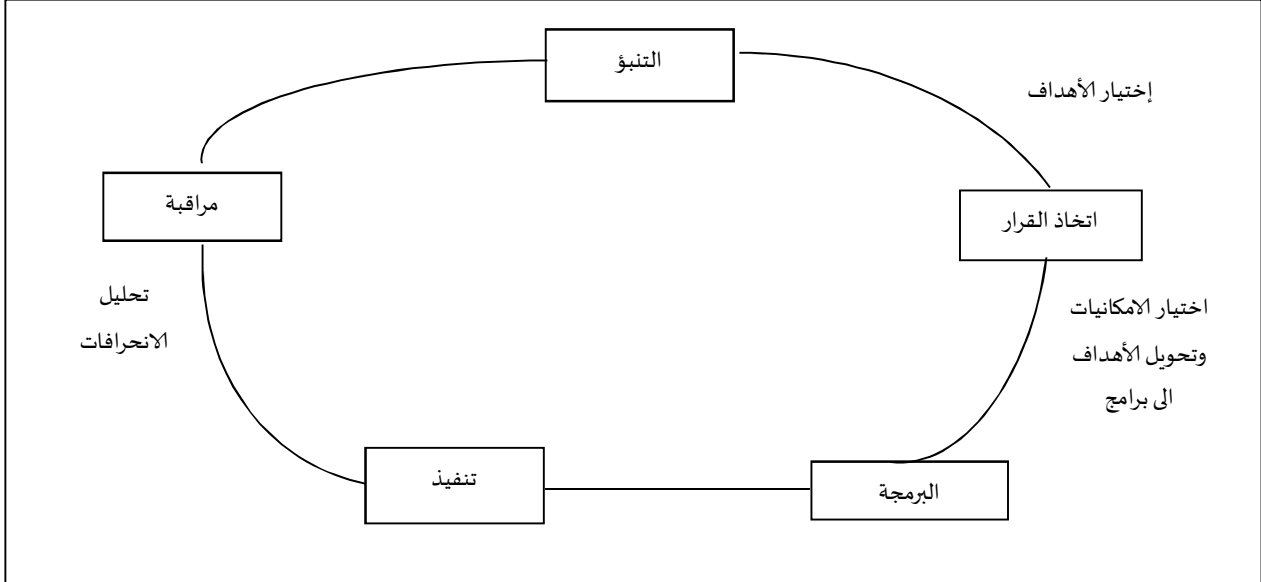 التنبؤ
إختيار الأهداف
اتخاذ القرار
مراقبة
اختيار الامكانيات
وتحويل الأهداف
الى برامج
تحليل
الانحرافات
تنفيذ
البرمجة